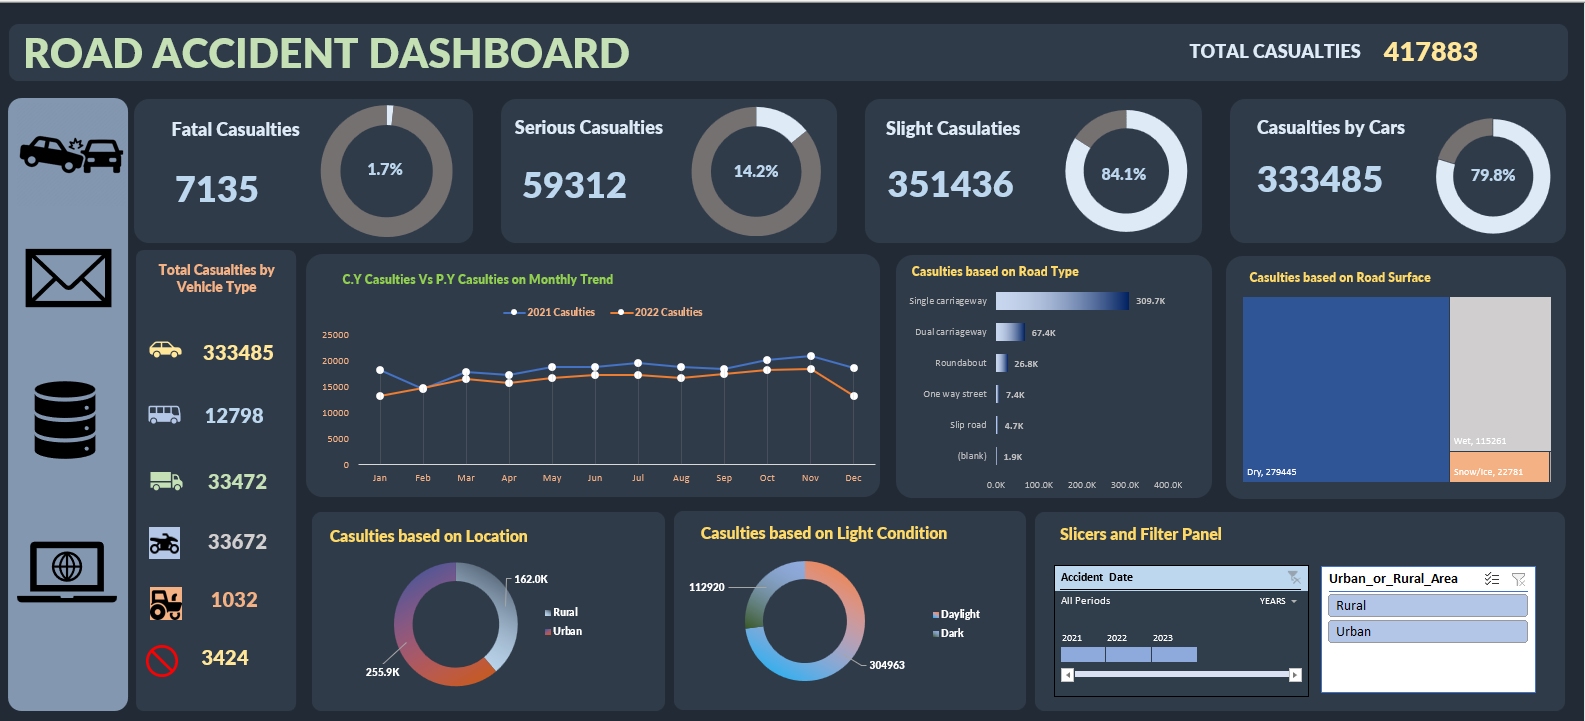 ROAD ACCIDENT DASHBOARD
TOTAL CASUALTIES 417883
Fatal Casualties
7135
1.7%
Serious Casualties
59312
14.2%
Slight Casulaties
351436
84.1%
Casualties by Cars
333485
79.8%
Total Casualties by
Vehicle Type
333485
12798
33472
33672
1032
3424
C.Y Casulties Vs P.Y Casulties on Monthly Trend
2021 Casulties 2022 Casulties
25000
20000
15000
10000
5000
0
Jan Feb Mar Apr May Jun Jul Aug Sep Oct Nov Dec
Casulties based on Road Type
Single carriageway 309.7K
Dual carriageway 67.4K
Roundabout 26.8K
One way street 7.4K
Slip road 4.7K
(blank) 1.9K
0.0K 100.0K 200.0K 300.0K 400.0K
Casulties based on Road Surface
Dry, 279445
Wet, 115261
Snow/Ice, 22781
Casulties based on Location
162.0K
255.9K
Rural
Urban
Casulties based on Light Condition
112920
304963
Daylight
Dark
Slicers and Filter Panel
Accident Date
All Periods YEARS
2021 2022 2023
Urban_or_Rural_Area
Rural
Urban